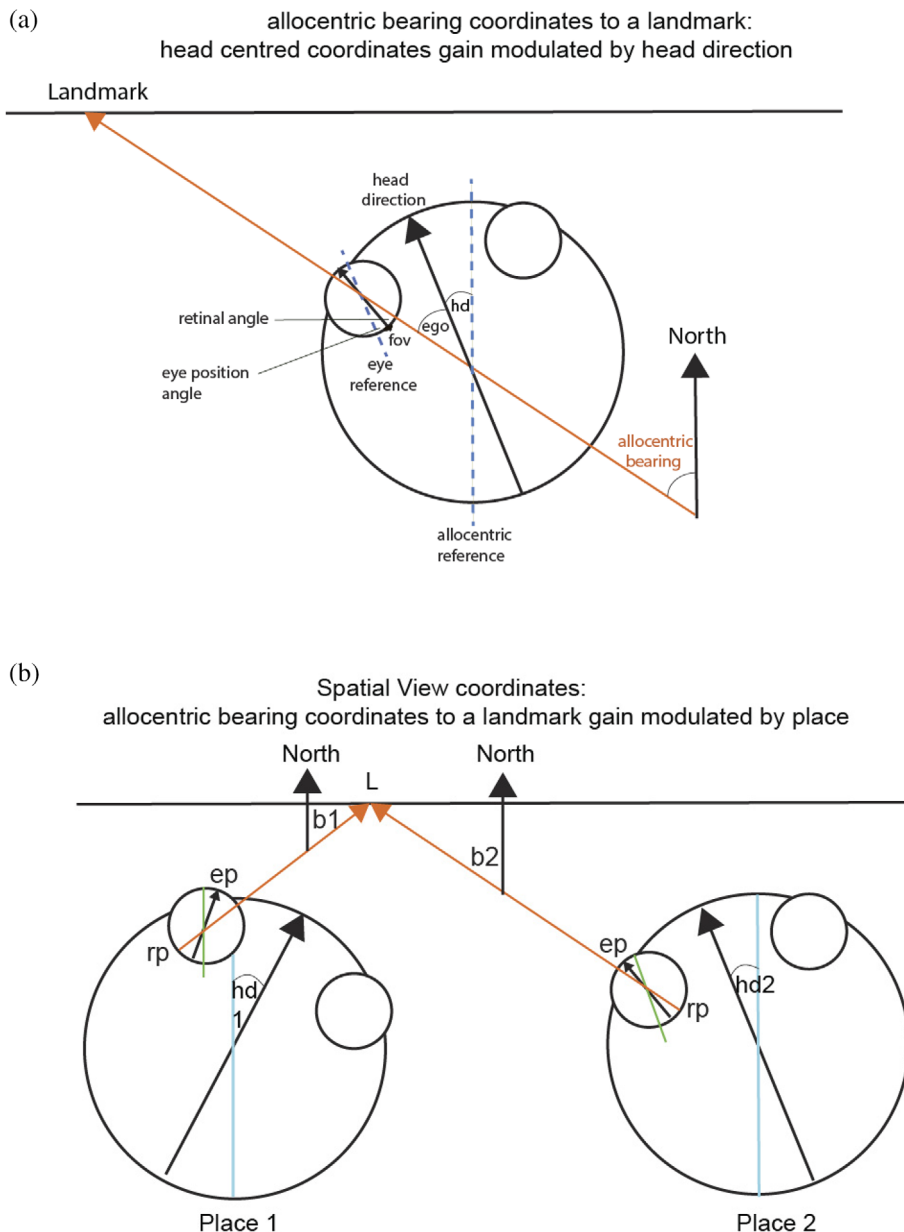 (a)
allocentric bearing coordinates to a landmark:
head centred coordinates gain modulated by head direction
Landmark
head
direction
hd
ego
retinal angle
fov
eye position
angle
eye
reference
North
allocentric
bearing
allocentric
reference
(b)
Spatial View coordinates:
allocentric bearing coordinates to a landmark gain modulated by place
North
L
North
b1
b2
ep
rp
hd
1
ep
rp
hd2
Place 1
Place 2